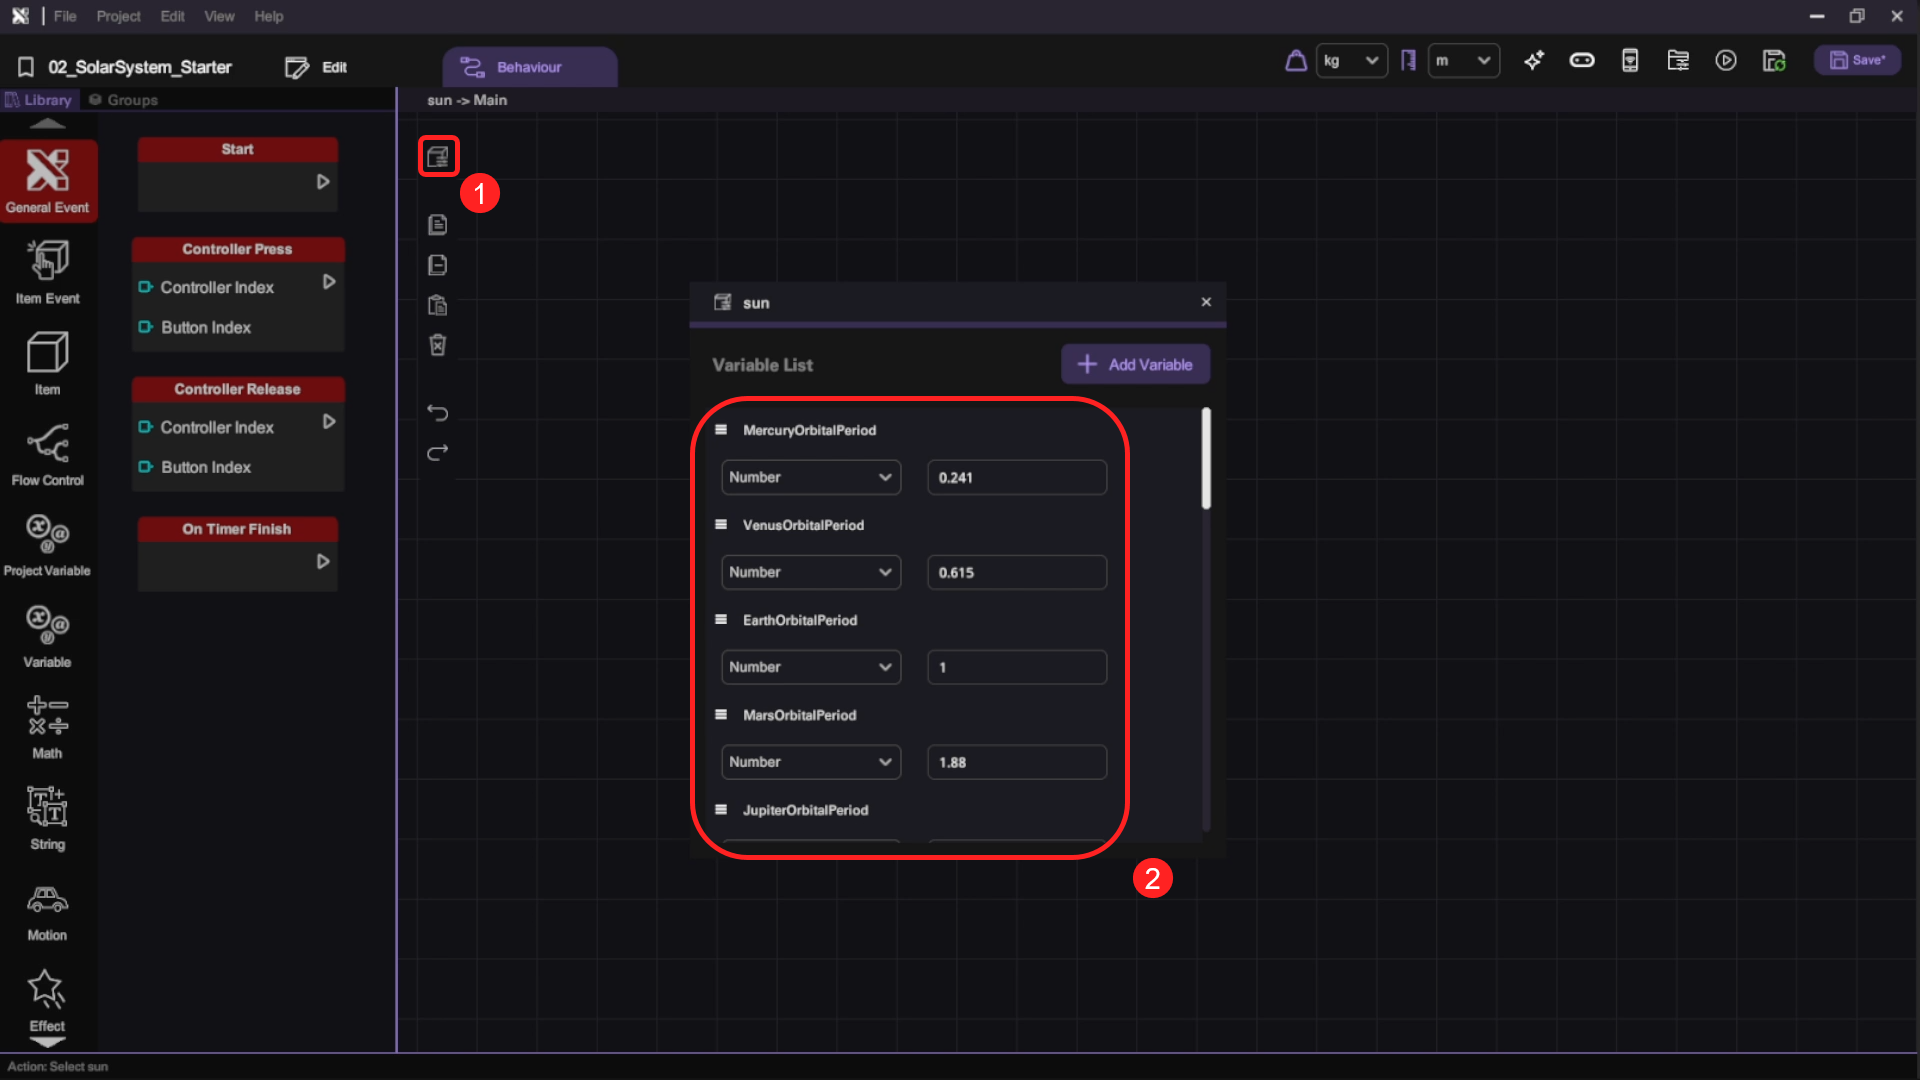 File Project Edit View Help
02_SolarSystem_Starter Edit Behaviour kg m Save*
Library Groups sun -> Main
General Event
Item Event
Item
Flow Control
Project Variable
Variable
Math
String
Motion
Effect
Start
Controller Press
Controller Index
Button Index
Controller Release
Controller Index
Button Index
On Timer Finish
1
sun
Variable List Add Variable
MercuryOrbitalPeriod
Number 0.241
VenusOrbitalPeriod
Number 0.615
EarthOrbitalPeriod
Number 1
MarsOrbitalPeriod
Number 1.88
JupiterOrbitalPeriod
2
Action: Select sun